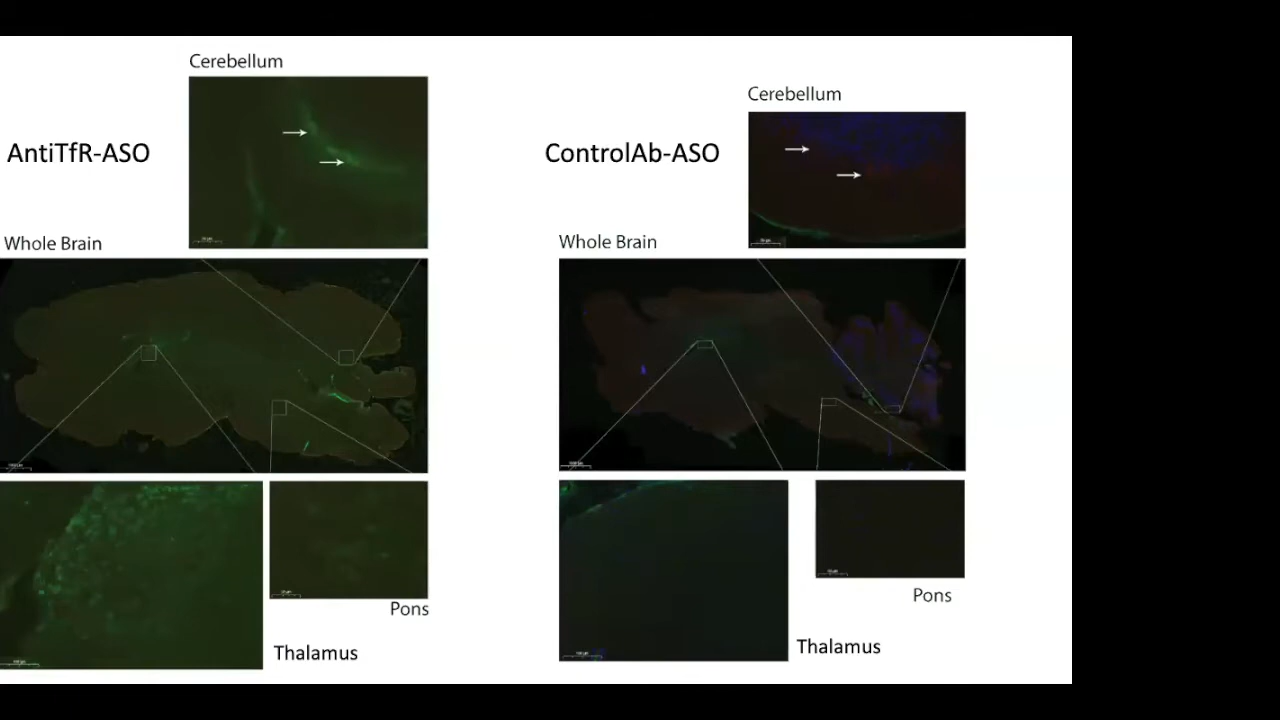 Cerebellum
AntiTfR-ASO
Whole Brain
Pons
Thalamus
Cerebellum
ControlAb-ASO
Whole Brain
Pons
Thalamus